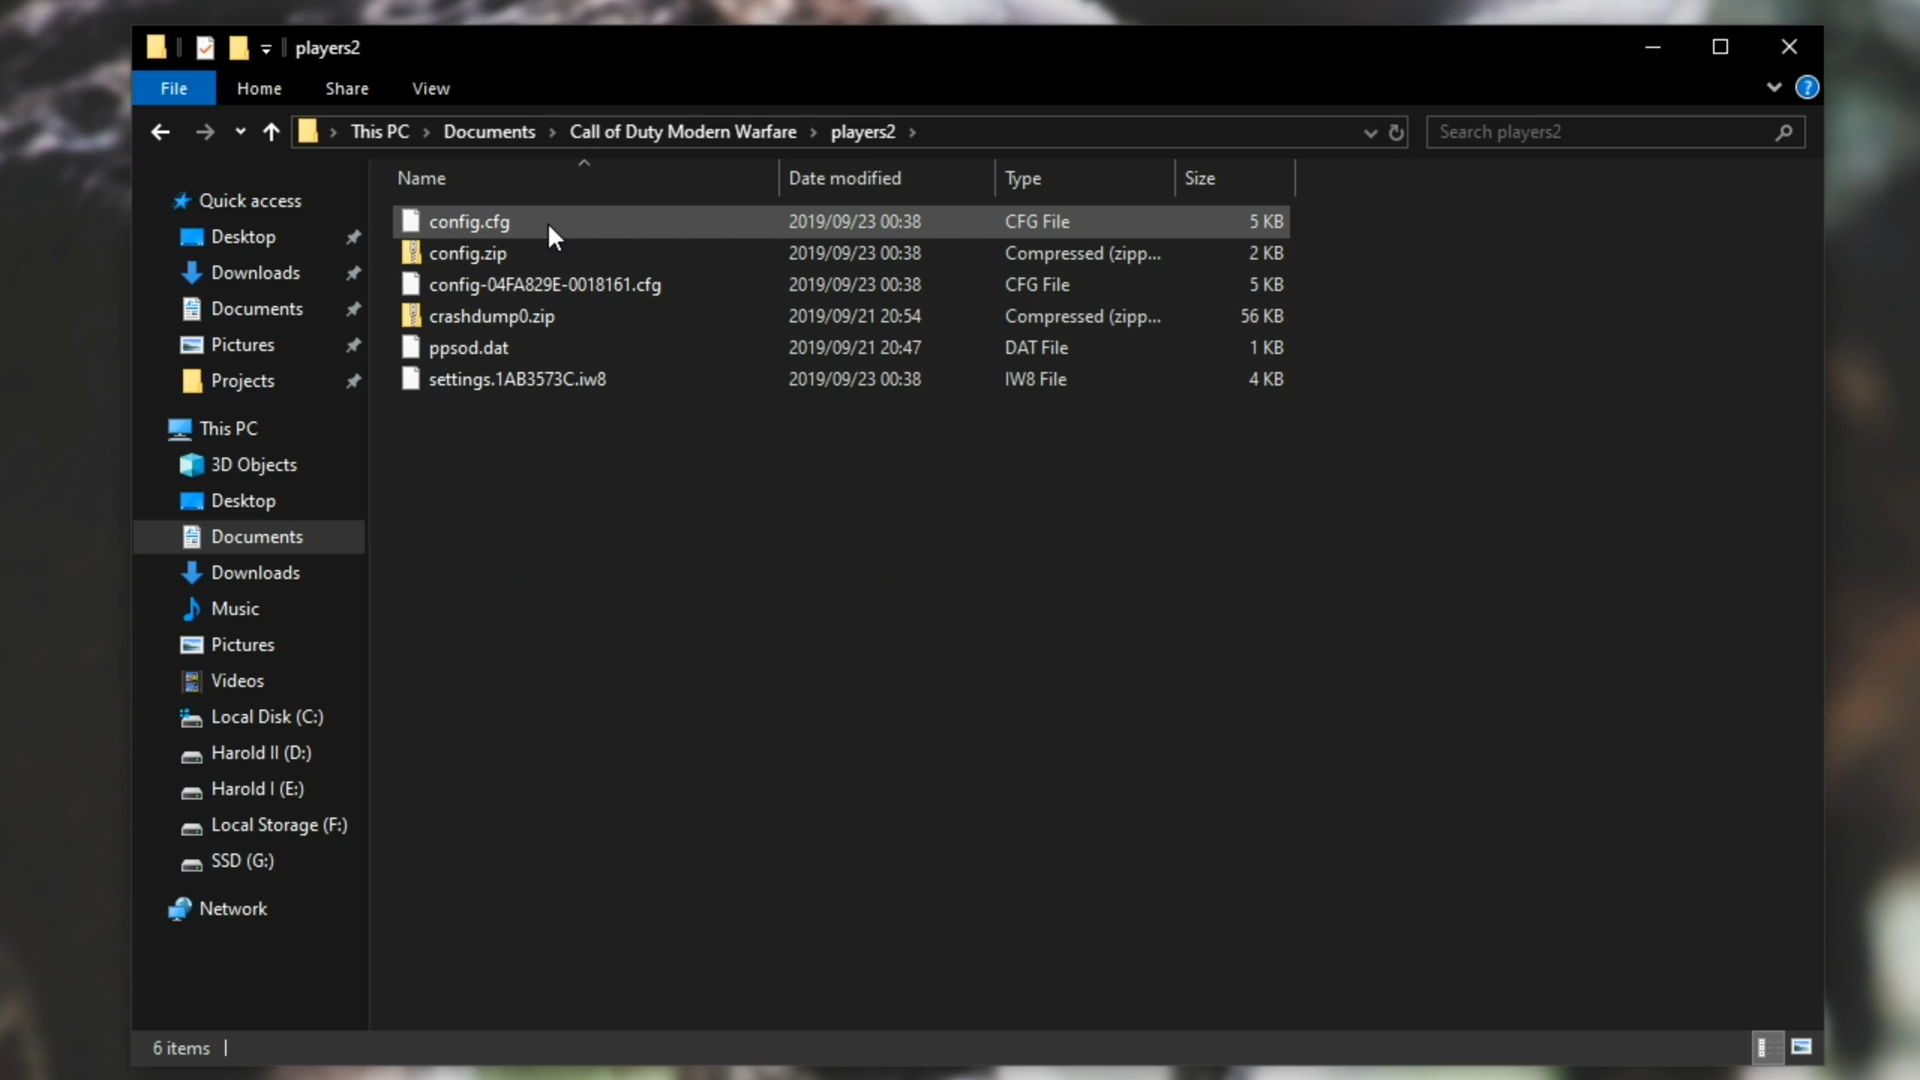 players2
File Home Share View
This PC Documents Call of Duty Modern Warfare players2 Search players2
Name Date modified Type Size
config.cfg 2019/09/23 00:38 CFG File 5 KB
config.zip 2019/09/23 00:38 Compressed (zipp... 2 KB
config-04FA829E-0018161.cfg 2019/09/23 00:38 CFG File 5 KB
crashdump0.zip 2019/09/21 20:54 Compressed (zipp... 56 KB
ppsod.dat 2019/09/21 20:47 DAT File 1 KB
settings.1AB3573C.iw8 2019/09/23 00:38 IW8 File 4 KB
Quick access
Desktop
Downloads
Documents
Pictures
Projects
This PC
3D Objects
Desktop
Documents
Downloads
Music
Pictures
Videos
Local Disk (C:)
Harold II (D:)
Harold I (E:)
Local Storage (F:)
SSD (G:)
Network
6 items